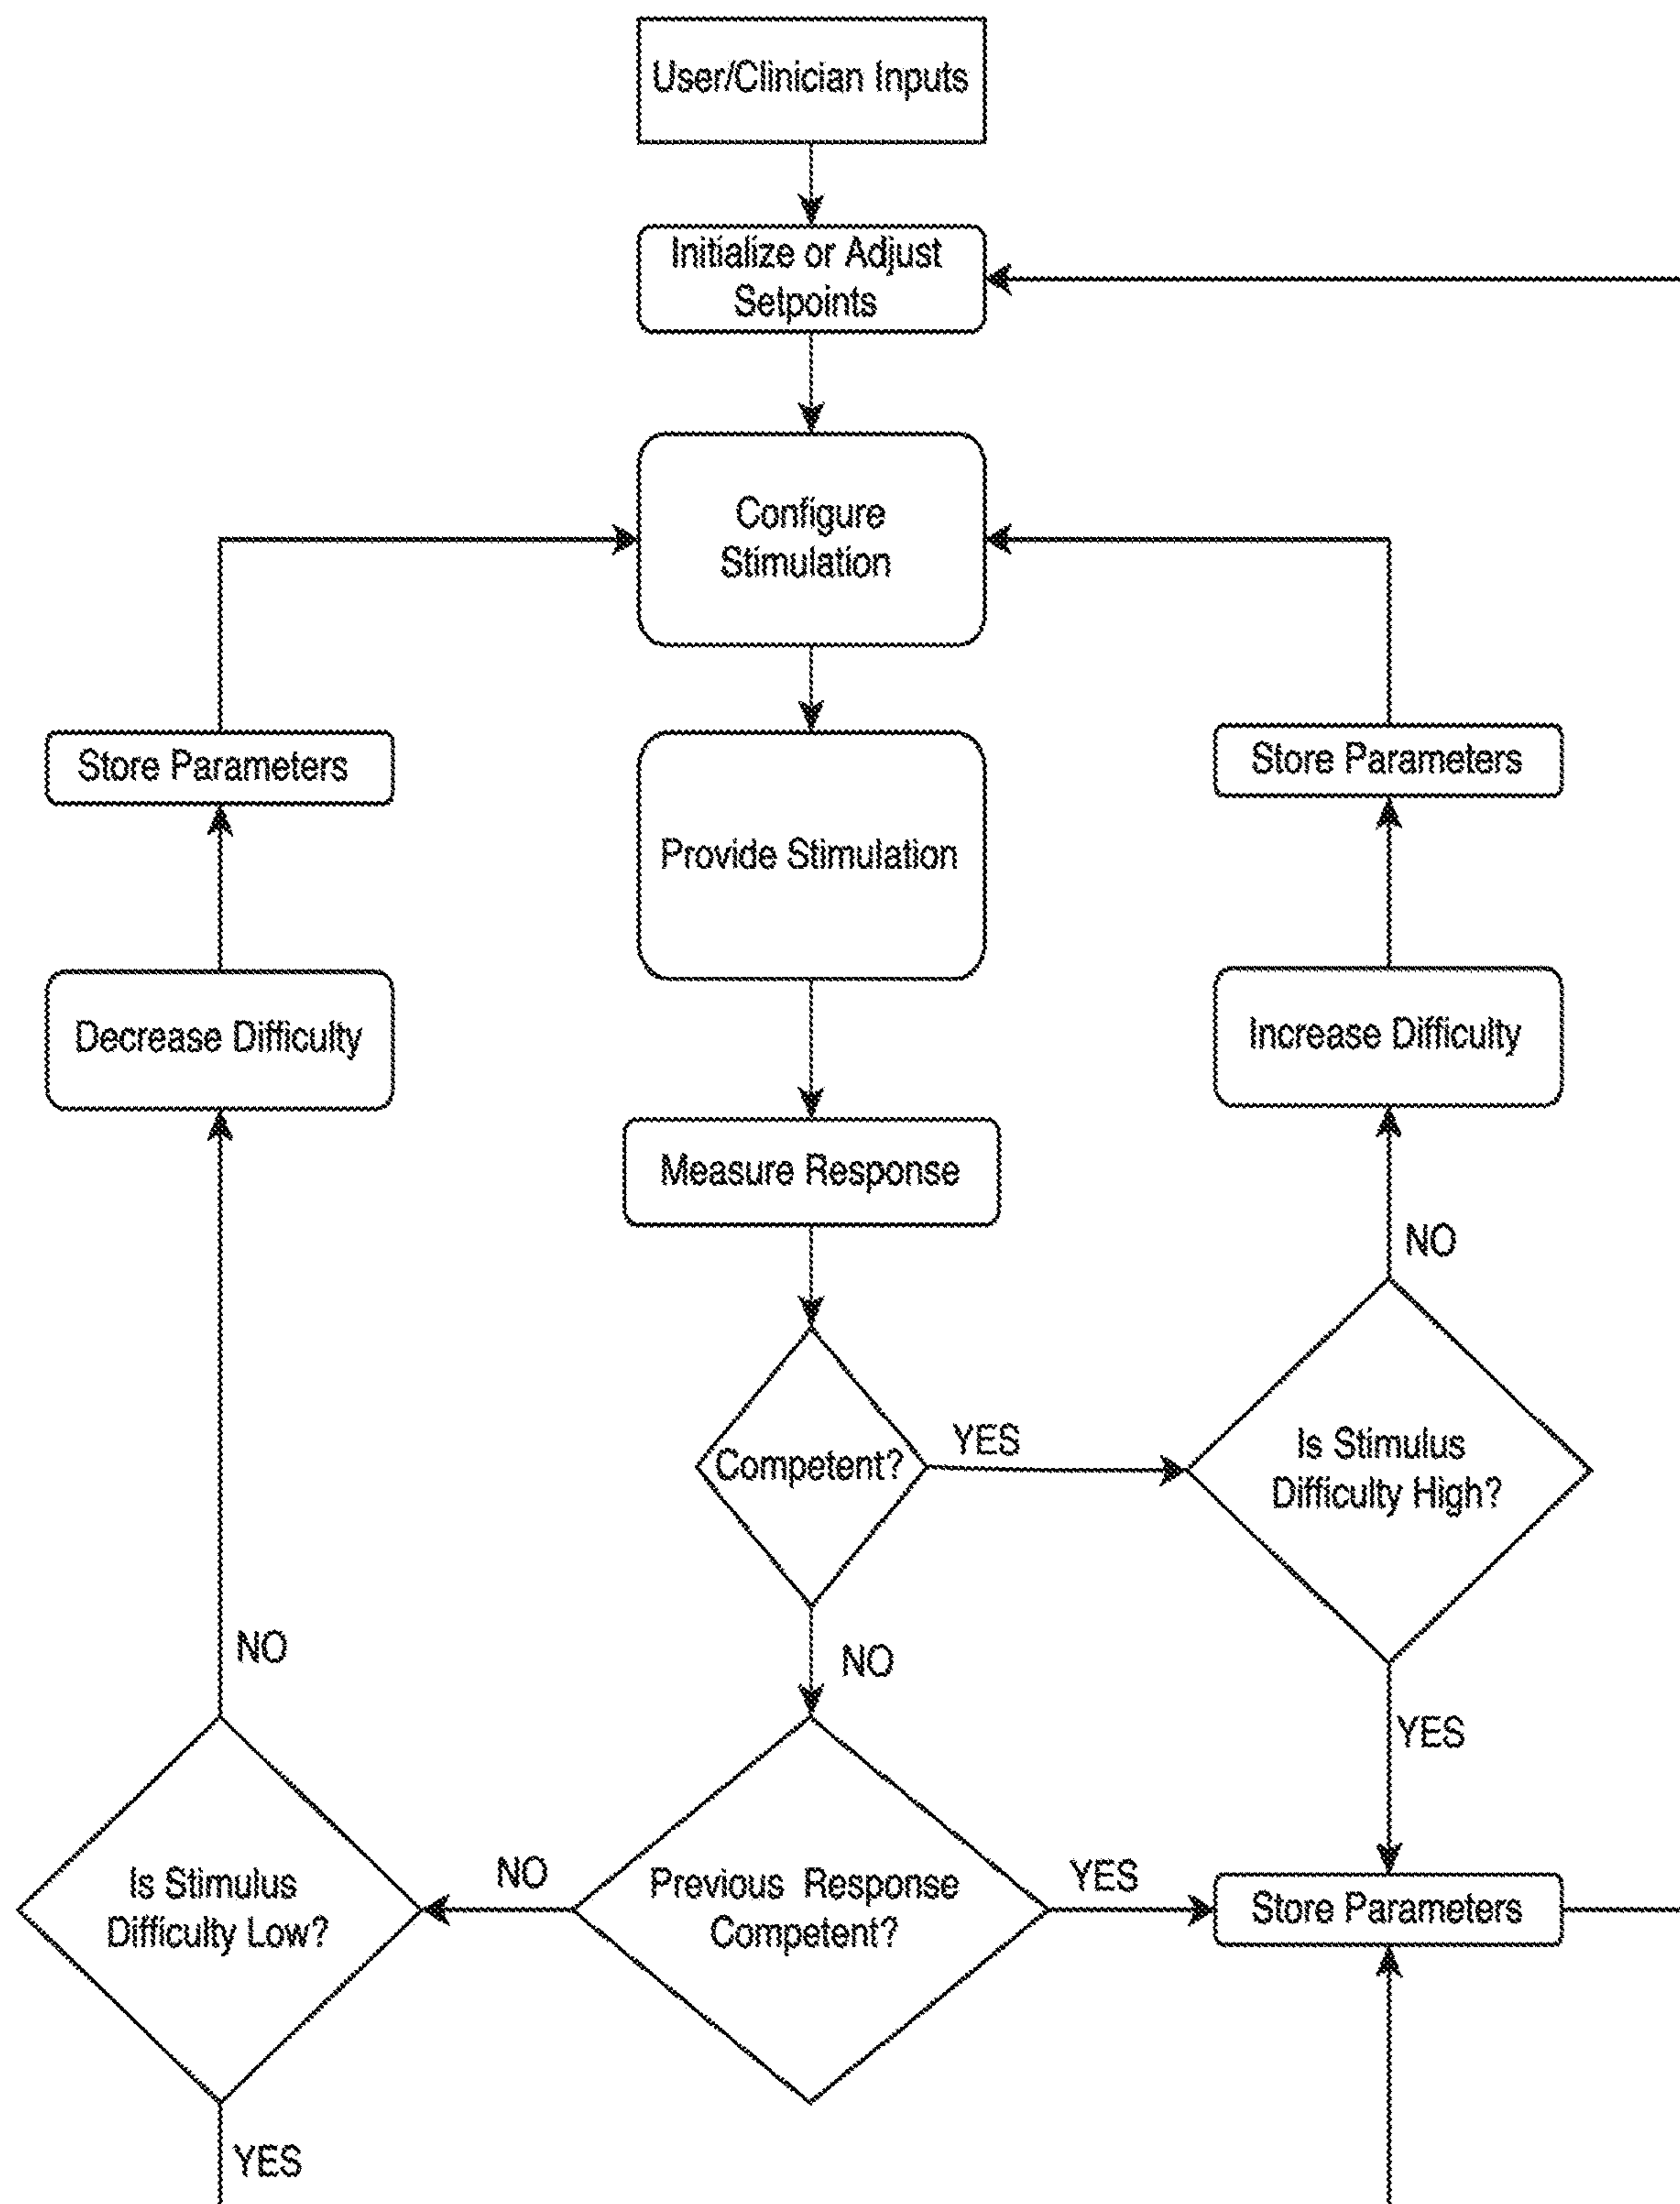 User/Clinician Inputs
Initialize or Adjust
Setpoints
Configure
Stimulation
Store Parameters
Store Parameters
Provide Stimulation
Decrease Difficulty
Increase Difficulty
Measure Response
NO
Competent?
YES
Is Stimulus
Difficulty High?
NO
NO
YES
Is Stimulus
Difficulty Low?
NO
Previous Response
Competent?
YES
Store Parameters
YES